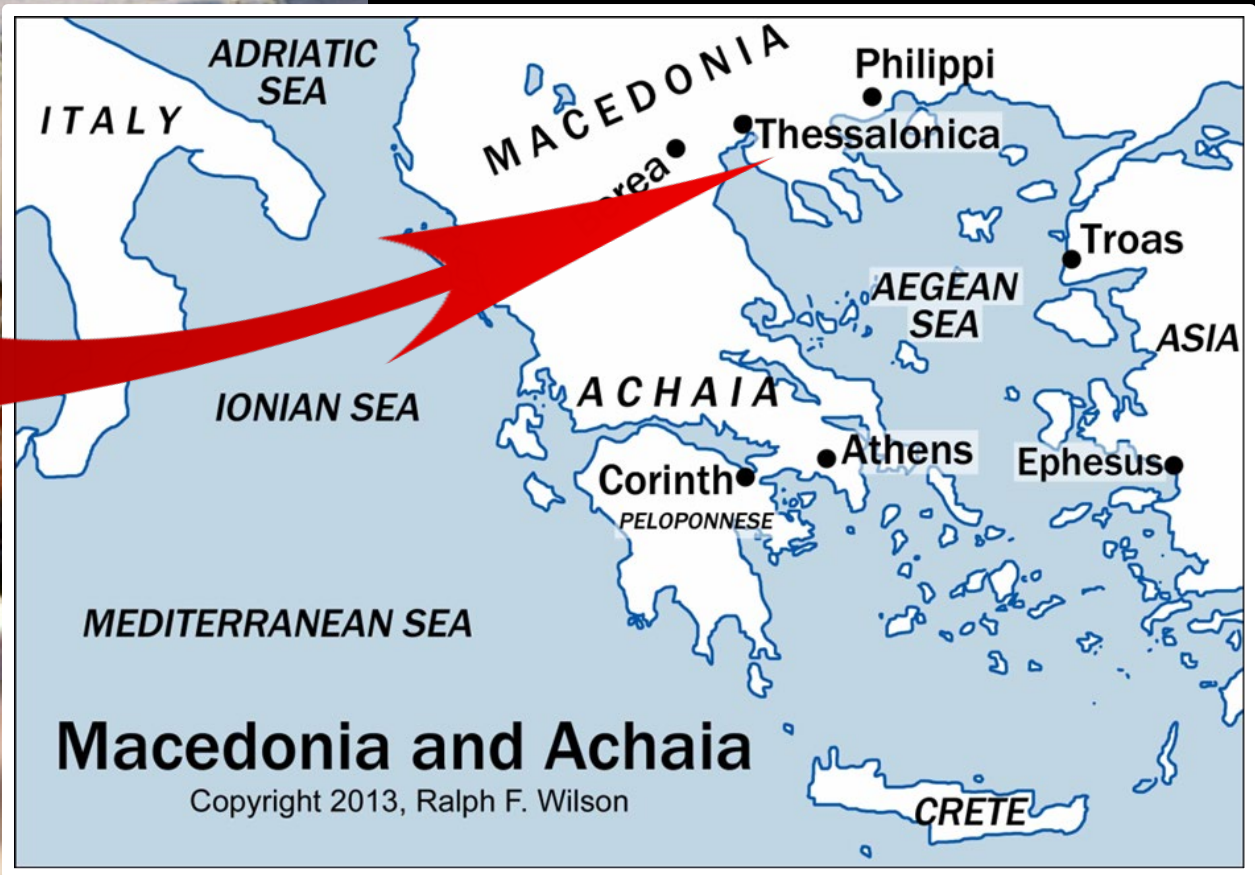 ADRIATIC
SEA
ITALY
MACEDONIA
Philippi
Thessalonica
Troas
AEGEAN
SEA
ASIA
IONIAN SEA
ACHAIA
Athens
Corinth
Ephesus
PELOPONNESE
MEDITERRANEAN SEA
Macedonia and Achaia
Copyright 2013, Ralph F. Wilson
CRETE